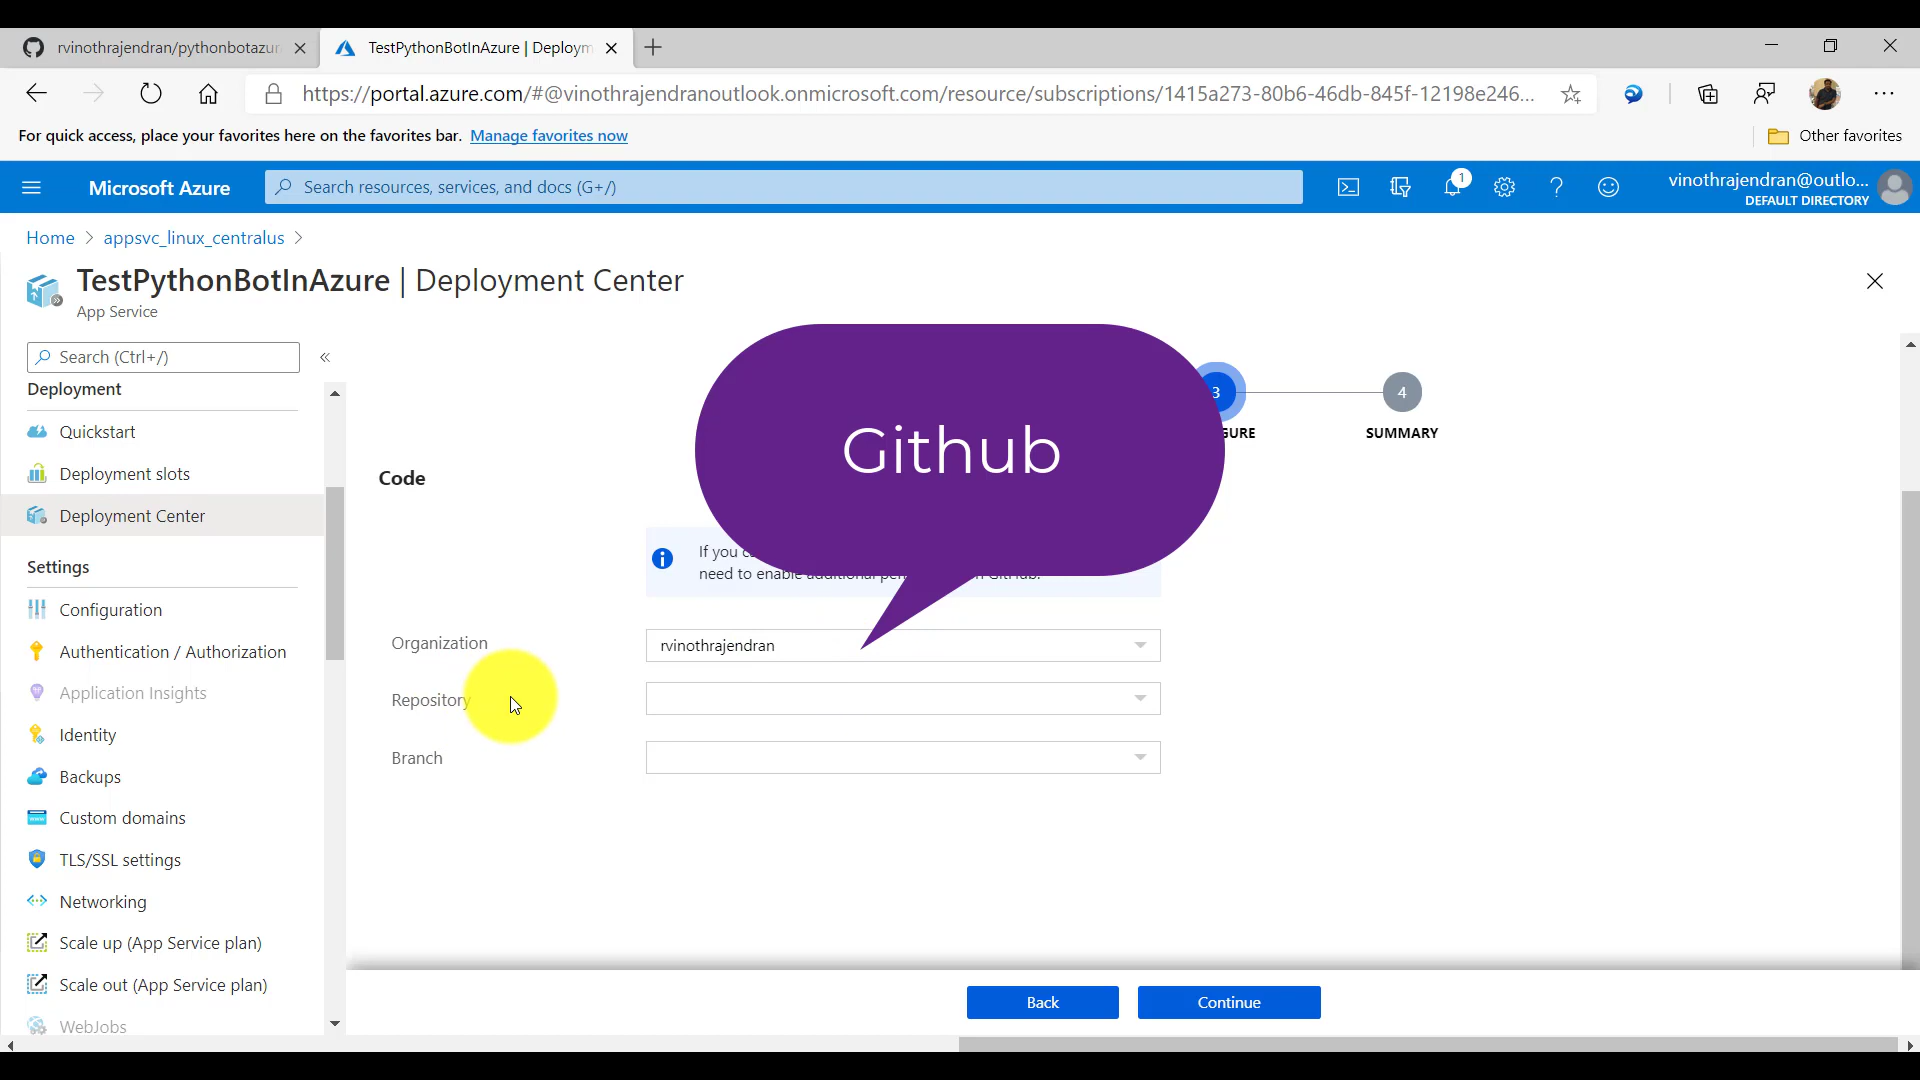 rvinothrajendran/pythonbotazur
TestPythonBotInAzure | Deploym
https://portal.azure.com/#@vinothrajendranoutlook.onmicrosoft.com/resource/subscriptions/1415a273-80b6-46db-845f-12198e246...
For quick access, place your favorites here on the favorites bar. Manage favorites now
Other favorites
Microsoft Azure
Search resources, services, and docs (G+/)
1
vinothrajendran@outlo...
DEFAULT DIRECTORY
Home > appsvc_linux_centralus >
TestPythonBotInAzure | Deployment Center
App Service
Search (Ctrl+/)
Deployment
Quickstart
Deployment slots
Deployment Center
Settings
Configuration
Authentication / Authorization
Application Insights
Identity
Backups
Custom domains
TLS/SSL settings
Networking
Scale up (App Service plan)
Scale out (App Service plan)
WebJobs
3
4
GURE
SUMMARY
Github
Code
If you c
need to enable additional per GitHub.
Organization
rvinothrajendran
Repository
Branch
Back
Continue